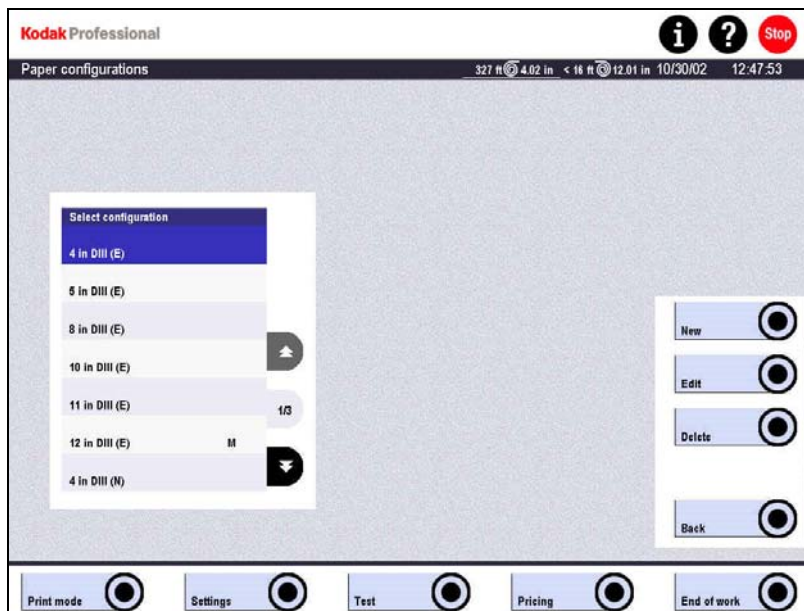 Kodak Professional
i ? Stop
Paper configurations 327 ft 4.02 in < 16 ft 12.01 in 10/30/02 12:47:53
Select configuration
4 in DIII (E)
5 in DIII (E)
8 in DIII (E)
10 in DIII (E)
11 in DIII (E)
12 in DIII (E) M
4 in DIII (N)
1/3
New
Edit
Delete
Back
Print mode Settings Test Pricing End of work